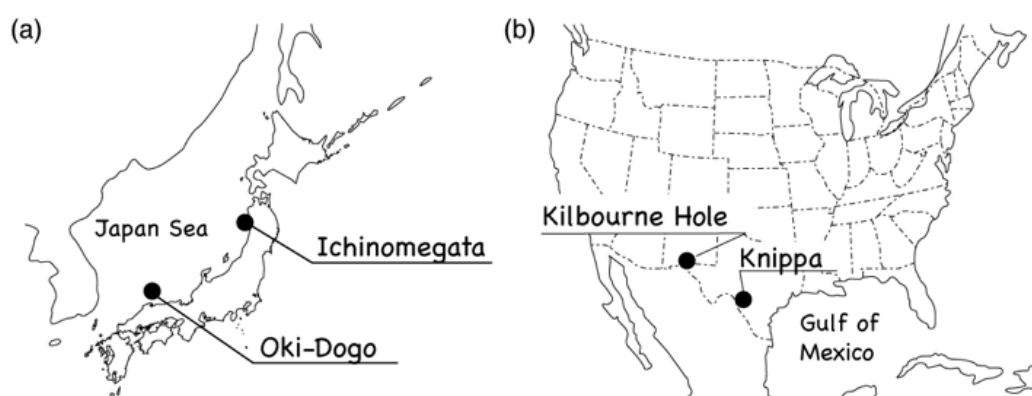 (a)
Japan Sea
Ichinomegata
Oki-Dogo
(b)
Kilbourne Hole
Knippa
Gulf of
Mexico